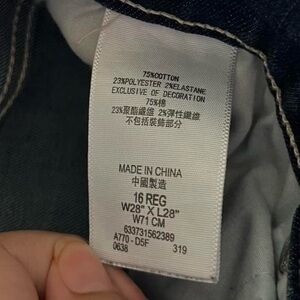 75%COTTON
23%POLYESTER 2%ELASTANE
EXCLUSIVE OF DECORATION
75%棉
23%聚酯纖維 2%彈性纖維
不包括裝飾部分
MADE IN CHINA
中國製造
16 REG
W28" X L28"
W71 CM
633731562389
A770-D5F 319
0638